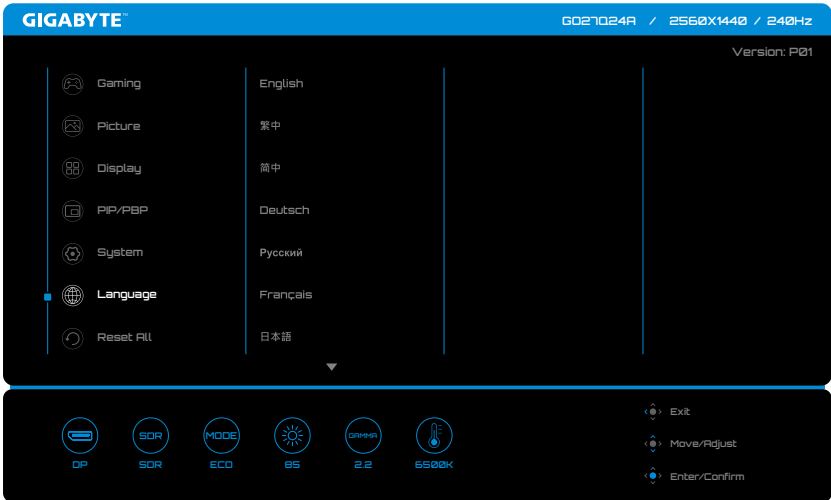 GIGABYTE™
GO27Q24A / 2560X1440 / 240Hz
Version: P01
Gaming
Picture
Display
PIP/PBP
System
Language
Reset All
English
繁中
简中
Deutsch
Русский
Français
日本語
SDR
MODE
GAMMA
DP
SDR
ECO
85
2.2
6500K
Exit
Move/Adjust
Enter/Confirm